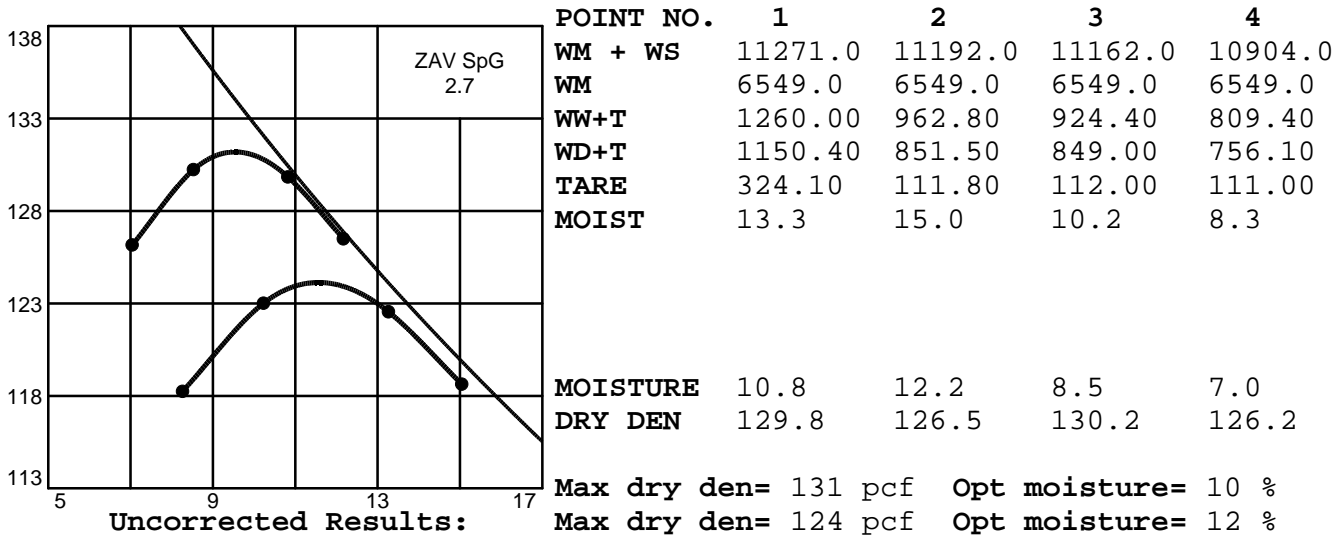 138
133
128
123
118
113
5 9 13 17
ZAV SpG
2.7
POINT NO. 1 2 3 4
WM + WS 11271.0 11192.0 11162.0 10904.0
WM 6549.0 6549.0 6549.0 6549.0
WW+T 1260.00 962.80 924.40 809.40
WD+T 1150.40 851.50 849.00 756.10
TARE 324.10 111.80 112.00 111.00
MOIST 13.3 15.0 10.2 8.3
MOISTURE 10.8 12.2 8.5 7.0
DRY DEN 129.8 126.5 130.2 126.2
Max dry den= 131 pcf Opt moisture= 10 %
Uncorrected Results: Max dry den= 124 pcf Opt moisture= 12 %